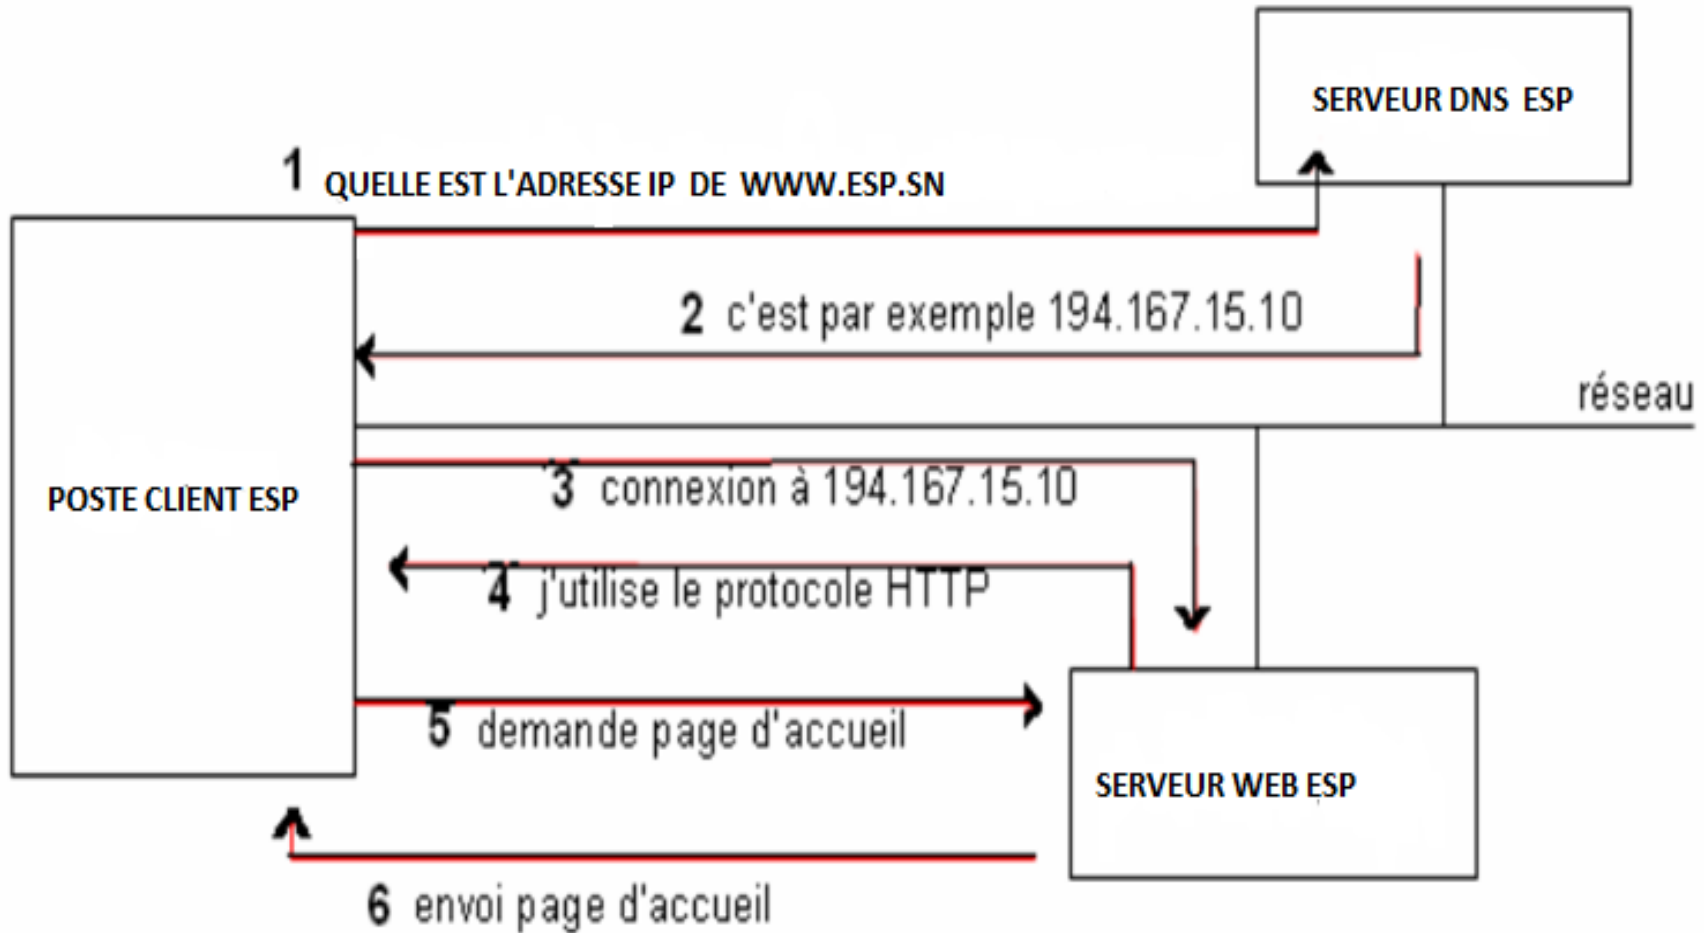 SERVEUR DNS ESP
1 QUELLE EST L'ADRESSE IP DE WWW.ESP.SN
2 c'est par exemple 194.167.15.10
réseau
3 connexion à 194.167.15.10
POSTE CLIENT ESP
4 j'utilise le protocole HTTP
5 demande page d'accueil
SERVEUR WEB ESP
6 envoi page d'accueil